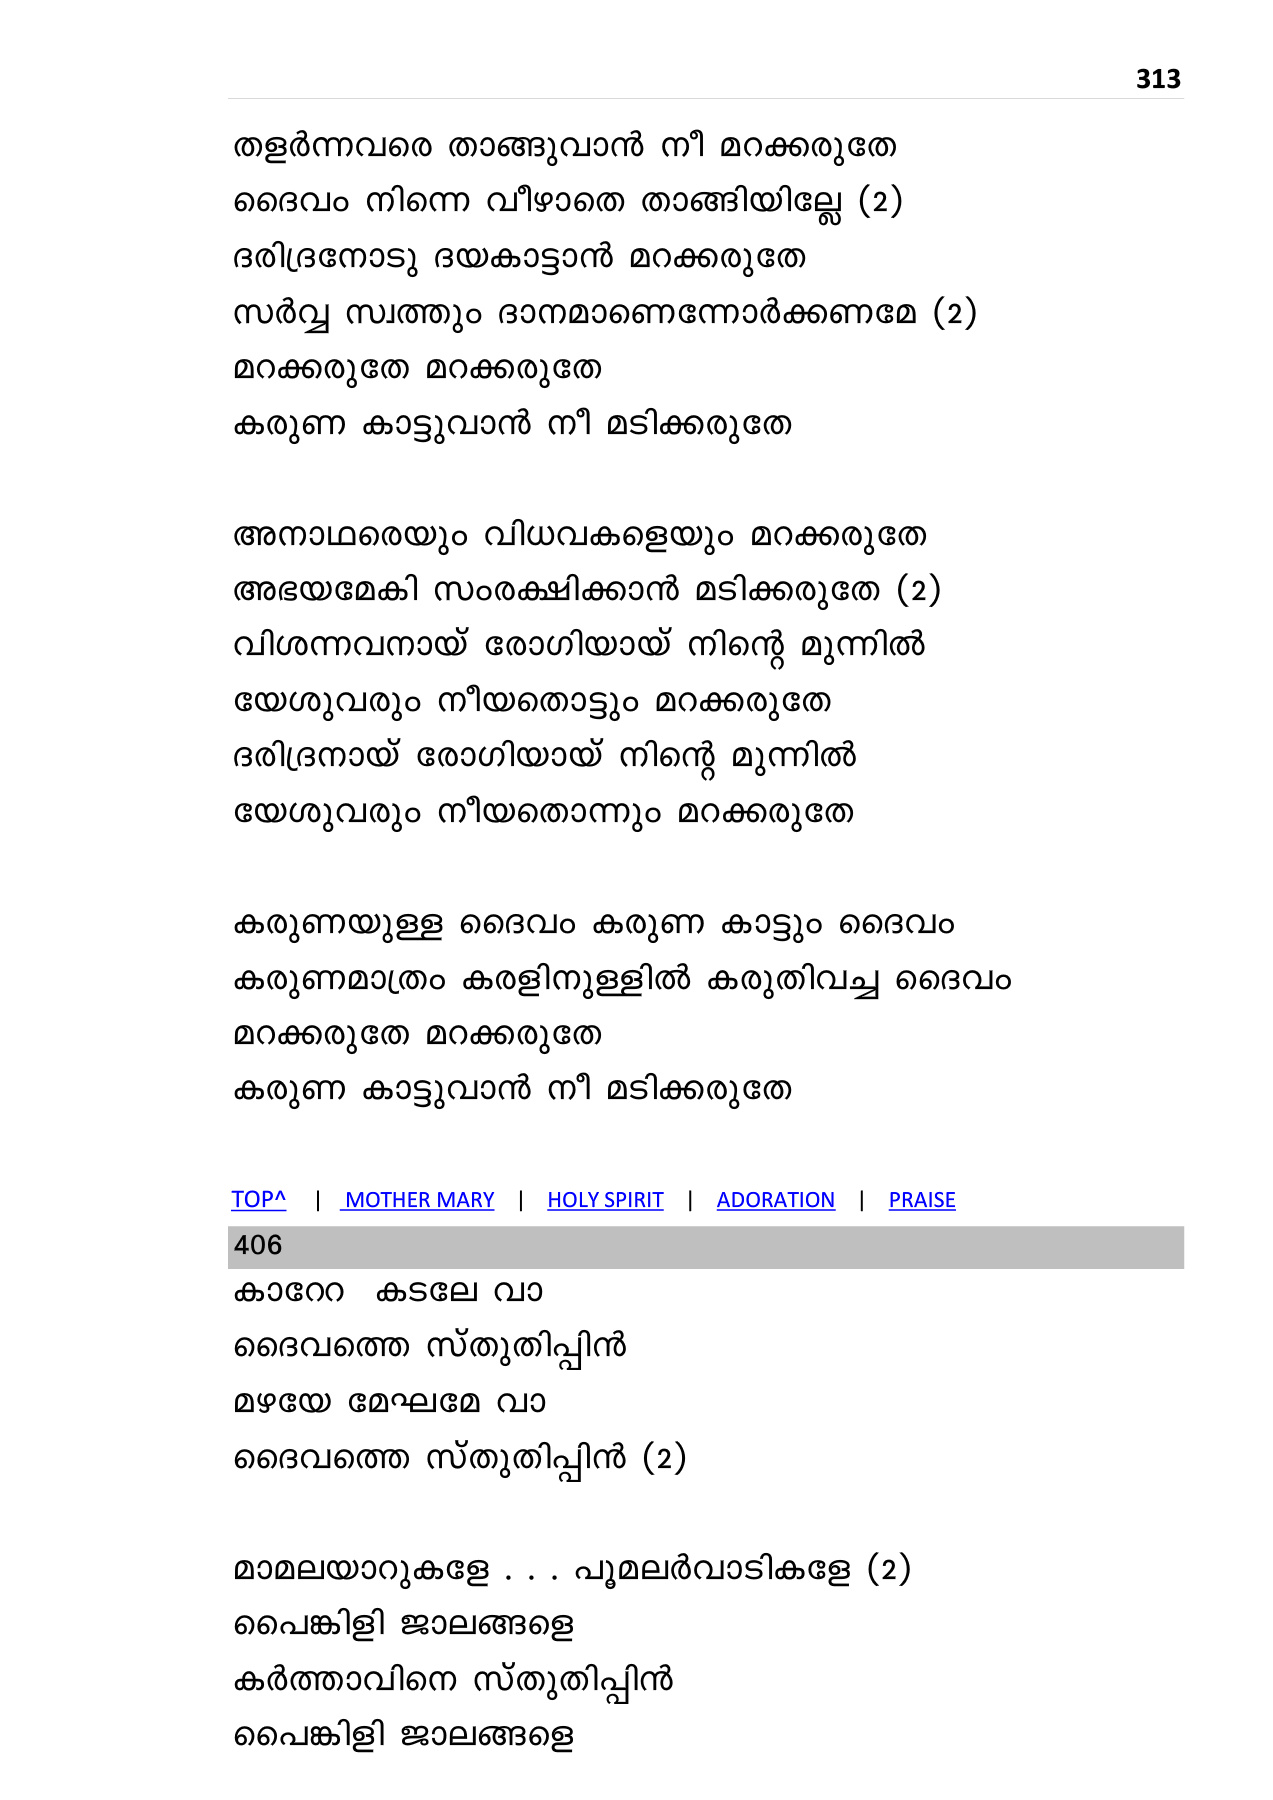 313
തളർന്നവരെ താങ്ങുവാൻ നീ മറക്കരുതേ
ദൈവം നിന്നെ വീഴാതെ താങ്ങിയില്ലേ (2)
ദരിദ്രനോടു ദയകാട്ടാൻ മറക്കരുതേ
സർവ്വ സ്വത്തും ദാനമാണെന്നോർക്കണമേ (2)
മറക്കരുതേ മറക്കരുതേ
കരുണ കാട്ടുവാൻ നീ മടിക്കരുതേ
അനാഥരെയും വിധവകളെയും മറക്കരുതേ
അഭയമേകി സംരക്ഷിക്കാൻ മടിക്കരുതേ (2)
വിശന്നവനായ് രോഗിയായ് നിന്റെ മുന്നിൽ
യേശുവരും നീയതൊട്ടും മറക്കരുതേ
ദരിദ്രനായ് രോഗിയായ് നിന്റെ മുന്നിൽ
യേശുവരും നീയതൊന്നും മറക്കരുതേ
കരുണയുള്ള ദൈവം കരുണ കാട്ടും ദൈവം
കരുണമാത്രം കരളിനുള്ളിൽ കരുതിവച്ച ദൈവം
മറക്കരുതേ മറക്കരുതേ
കരുണ കാട്ടുവാൻ നീ മടിക്കരുതേ
TOP^ | MOTHER MARY | HOLY SPIRIT | ADORATION | PRAISE
406
കാറേറ കടലേ വാ
ദൈവത്തെ സ്തുതിപ്പിൻ
മഴയേ മേഘമേ വാ
ദൈവത്തെ സ്തുതിപ്പിൻ (2)
മാമലയാറുകളേ . . . പൂമലർവാടികളേ (2)
പൈങ്കിളി ജാലങ്ങളെ
കർത്താവിനെ സ്തുതിപ്പിൻ
പൈങ്കിളി ജാലങ്ങളെ